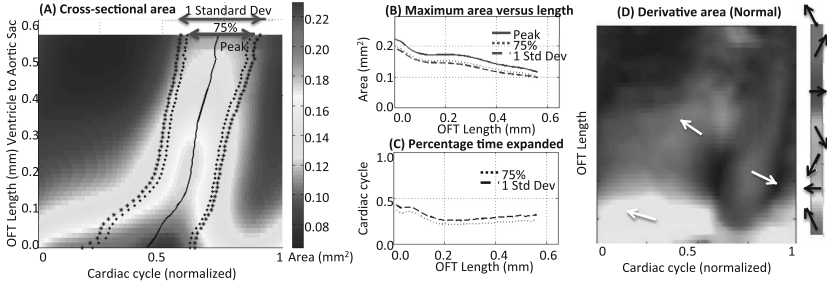 (A) Cross-sectional area
1 Standard Dev
75%
Peak
OFT Length (mm) Ventricle to Aortic Sac
0.6
0.5
0.4
0.3
0.2
0.1
0.0
0
0.5
1
Cardiac cycle (normalized)
0.22
0.20
0.18
0.16
0.14
0.12
0.10
0.08
Area (mm²)
(B) Maximum area versus length
Area (mm²)
0.2
0.1
0.0
0.0
0.2
0.4
0.6
OFT Length (mm)
Peak
75%
1 Std Dev
(C) Percentage time expanded
Cardiac cycle
1.0
0.5
0.0
0.0
0.2
0.4
0.6
OFT Length (mm)
75%
1 Std Dev
(D) Derivative area (Normal)
OFT Length
0
0.5
1
Cardiac cycle (normalized)